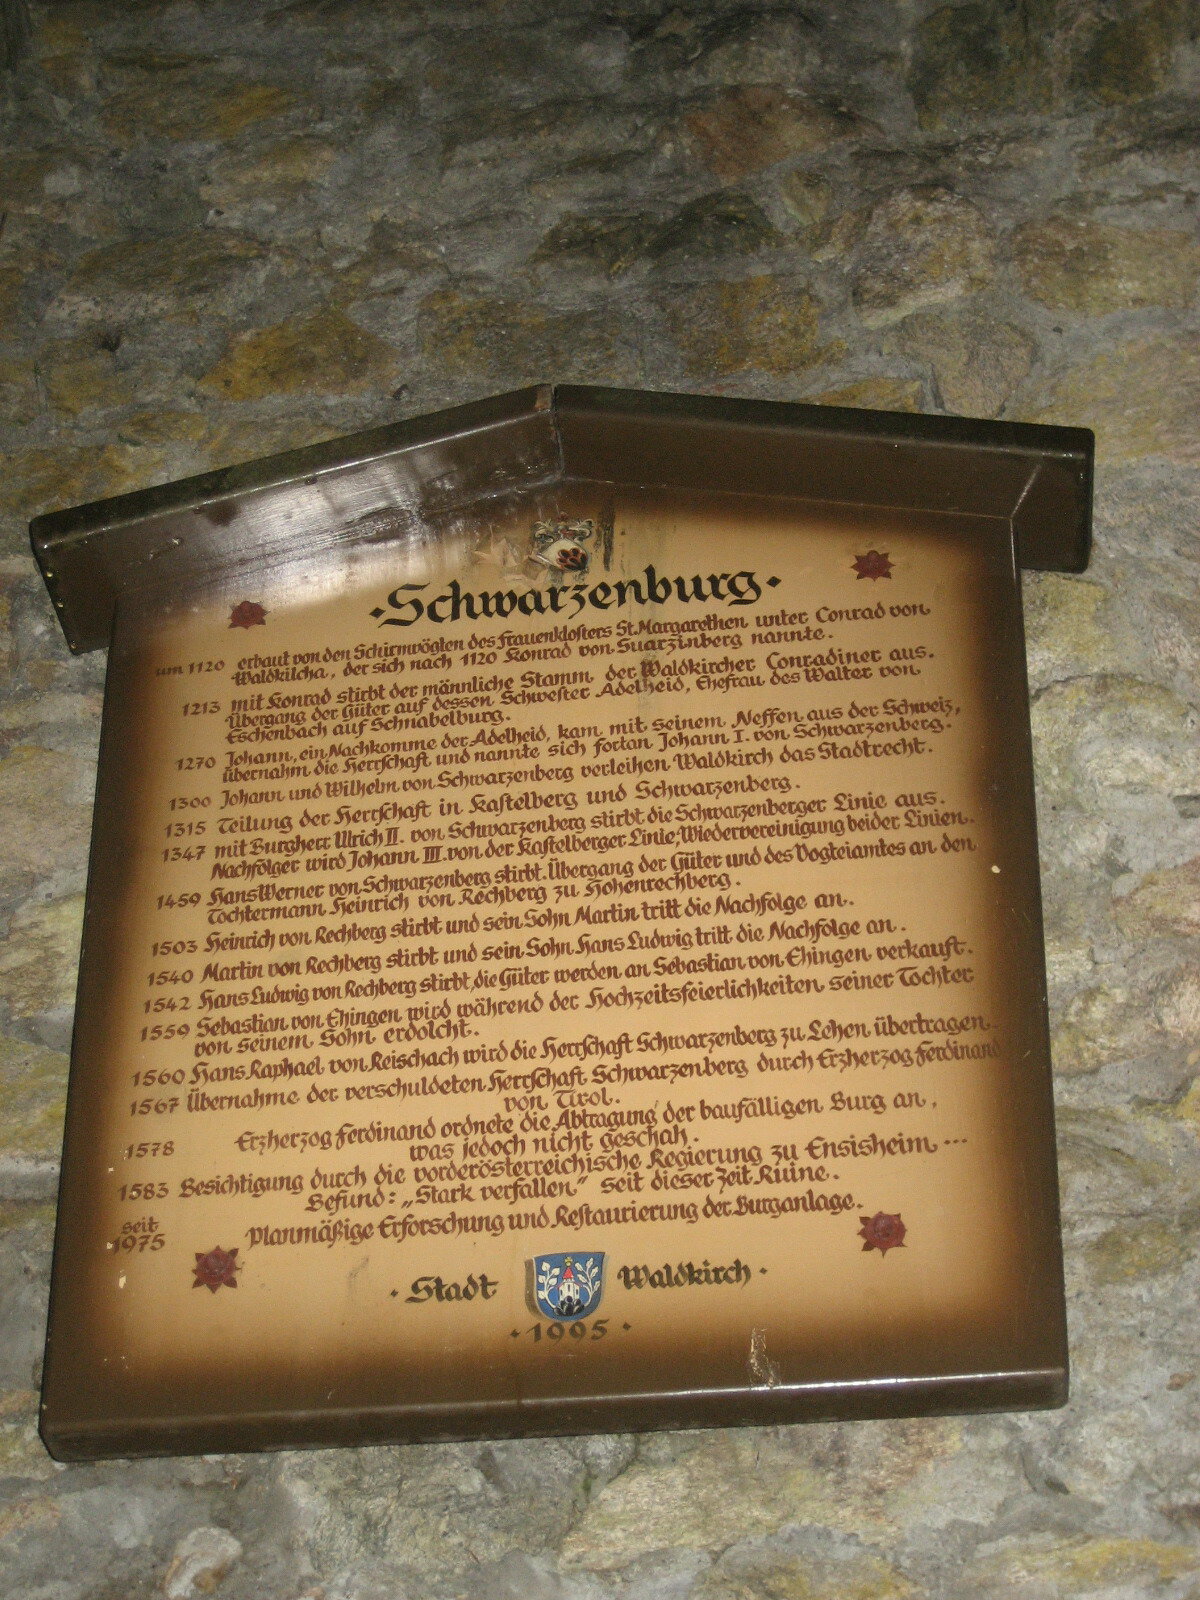 ·Schwarzenburg·
um 1120 erbaut von den Schirmvögten des Frauenklosters St. Margarethen unter Conrad von
Waldkilcha, der sich nach 1120 Konrad von Suarzinberg nannte.
1213 mit Konrad stirbt der männliche Stamm der Waldkircher Conradiner aus.
Übergang der Güter auf dessen Schwester Adelheid, Ehefrau des Walter von
Eschenbach auf Schnabelburg.
1270 Johann, ein Nachkomme der Adelheid, kam mit seinem Neffen aus der Schweiz,
übernahm die Herrschaft und nannte sich fortan Johann I. von Schwarzenberg.
1300 Johann und Wilhelm von Schwarzenberg verleihen Waldkirch das Stadtrecht.
1315 Teilung der Herrschaft in Kastelberg und Schwarzenberg.
1347 mit Burgherr Ulrich II. von Schwarzenberg stirbt die Schwarzenberger Linie aus.
Nachfolger wird Johann III. von der Kastelberger Linie, Wiedervereinigung beider Linien.
1459 Hans Werner von Schwarzenberg stirbt. Übergang der Güter und des Vogteiamtes an den
Tochtermann Heinrich von Rechberg zu Hohenrechberg.
1503 Heinrich von Rechberg stirbt und sein Sohn Martin tritt die Nachfolge an.
1540 Martin von Rechberg stirbt und sein Sohn Hans Ludwig tritt die Nachfolge an.
1542 Hans Ludwig von Rechberg stirbt, die Güter werden an Sebastian von Ehingen verkauft.
1559 Sebastian von Ehingen wird während der Hochzeitsfeierlichkeiten seiner Tochter
von seinem Sohn erdolcht.
1560 Hans Raphael von Reischach wird die Herrschaft Schwarzenberg zu Lehen übertragen.
1567 Übernahme der verschuldeten Herrschaft Schwarzenberg durch Erzherzog Ferdinand
von Tirol.
1578 Erzherzog Ferdinand ordnete die Abtragung der baufälligen Burg an,
was jedoch nicht geschah.
1583 Besichtigung durch die vorderösterreichische Regierung zu Ensisheim ...
Befund: „Stark verfallen" seit dieser Zeit Ruine.
seit
1975 planmäßige Erforschung und Restaurierung der Burganlage.
· Stadt Waldkirch ·
· 1995 ·